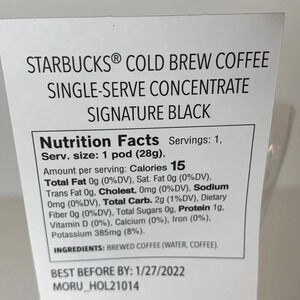 STARBUCKS® COLD BREW COFFEE
SINGLE-SERVE CONCENTRATE
SIGNATURE BLACK
Nutrition Facts Servings: 1,
Serv. size: 1 pod (28g),
Amount per serving: Calories 15
Total Fat 0g (0%DV), Sat. Fat 0g (0%DV),
Trans Fat 0g, Cholest. 0mg (0%DV), Sodium
0mg (0%DV), Total Carb. 2g (1%DV), Dietary
Fiber 0g (0%DV), Total Sugars 0g, Protein 1g,
Vitamin D (0%), Calcium (0%), Iron (0%),
Potassium 385mg (8%).
INGREDIENTS: BREWED COFFEE (WATER, COFFEE).
BEST BEFORE BY: 1/27/2022
MORU_HOL21014